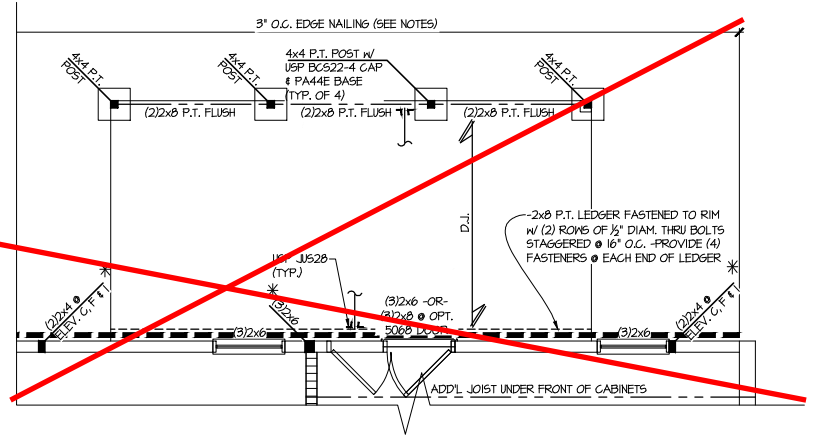 3" O.C. EDGE NAILING (SEE NOTES)
4x4 P.T.
POST
4x4 P.T.
POST
4x4 P.T. POST W/
USP BCS22-4 CAP
& PA44E BASE
(TYP. OF 4)
4x4 P.T.
POST
(2)2x8 P.T. FLUSH
(2)2x8 P.T. FLUSH
(2)2x8 P.T. FLUSH
D.J.
-2x8 P.T. LEDGER FASTENED TO RIM
W/ (2) ROWS OF ½" DIAM. THRU BOLTS
STAGGERED @ 16" O.C. -PROVIDE (4)
FASTENERS @ EACH END OF LEDGER
USP JUS28
(TYP.)
(2)2x4 @
ELEV. C, F & T
(3)2x6
(3)2x6
(3)2x6 -OR-
(3)2x8 @ OPT.
5068 DOOR
(3)2x6
(2)2x4 @
ELEV. C, F & T
ADD'L JOIST UNDER FRONT OF CABINETS